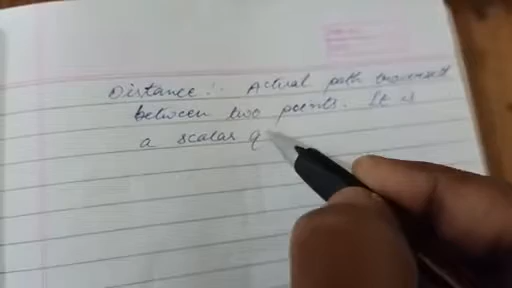 Distance :- Actual path traversed
between two points. It is
a scalar q